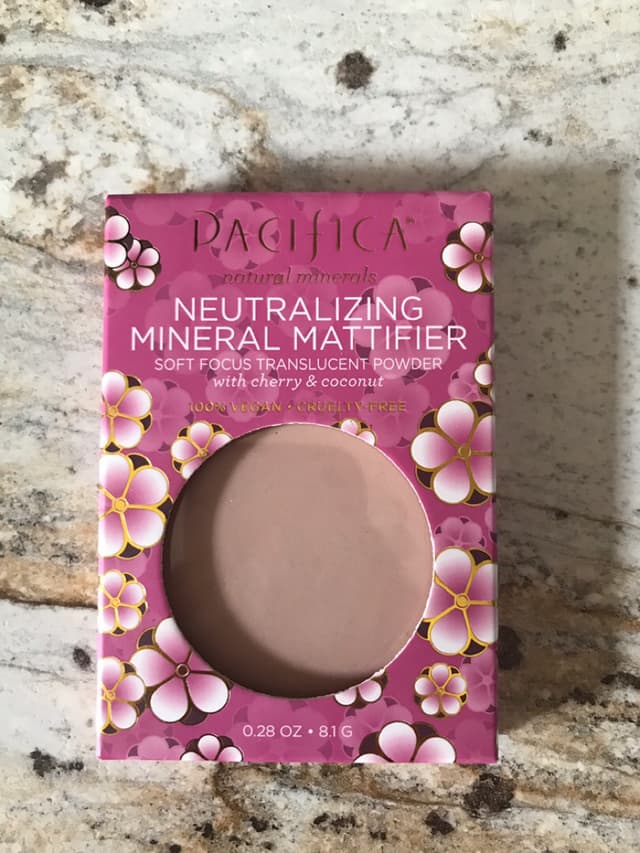 PACIFICA™
natural minerals
NEUTRALIZING
MINERAL MATTIFIER
SOFT FOCUS TRANSLUCENT POWDER
with cherry & coconut
100% VEGAN • CRUELTY-FREE
0.28 OZ • 8.1 G